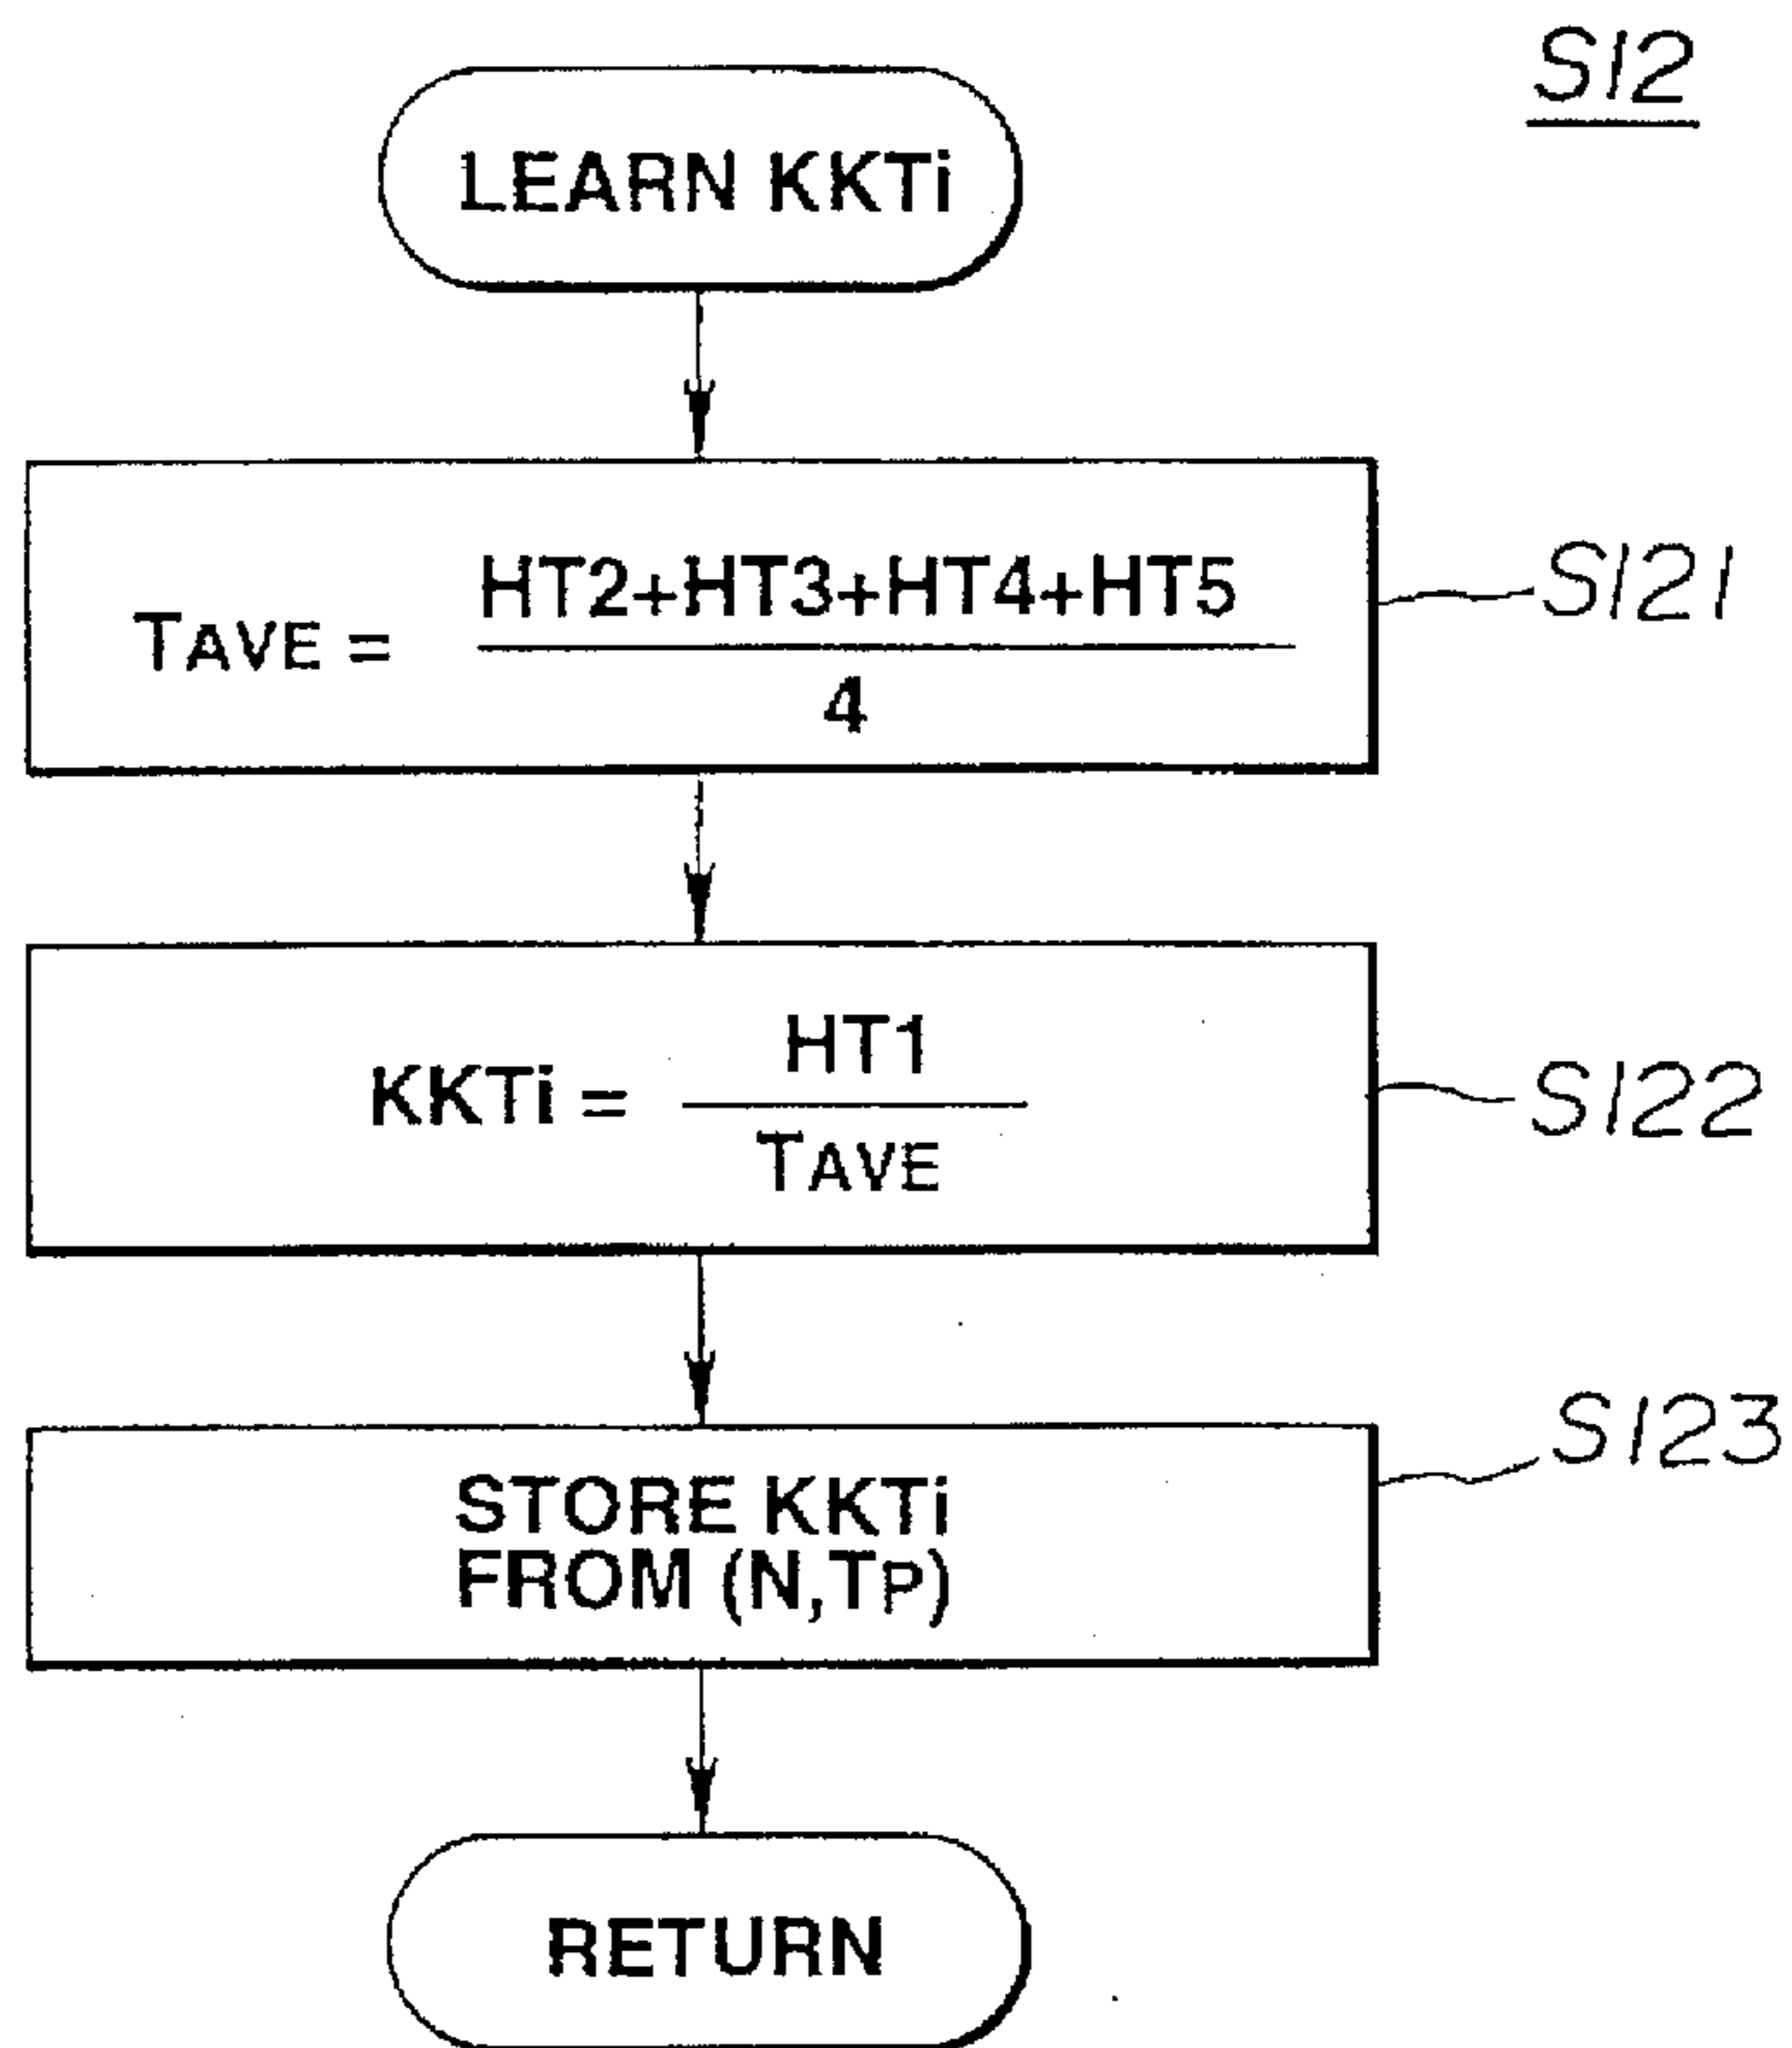 S12
LEARN KKTi
TAVE = HT2+HT3+HT4+HT5
4
S121
KKTi = HT1
TAVE
S122
STORE KKTi
FROM (N,TP)
S123
RETURN